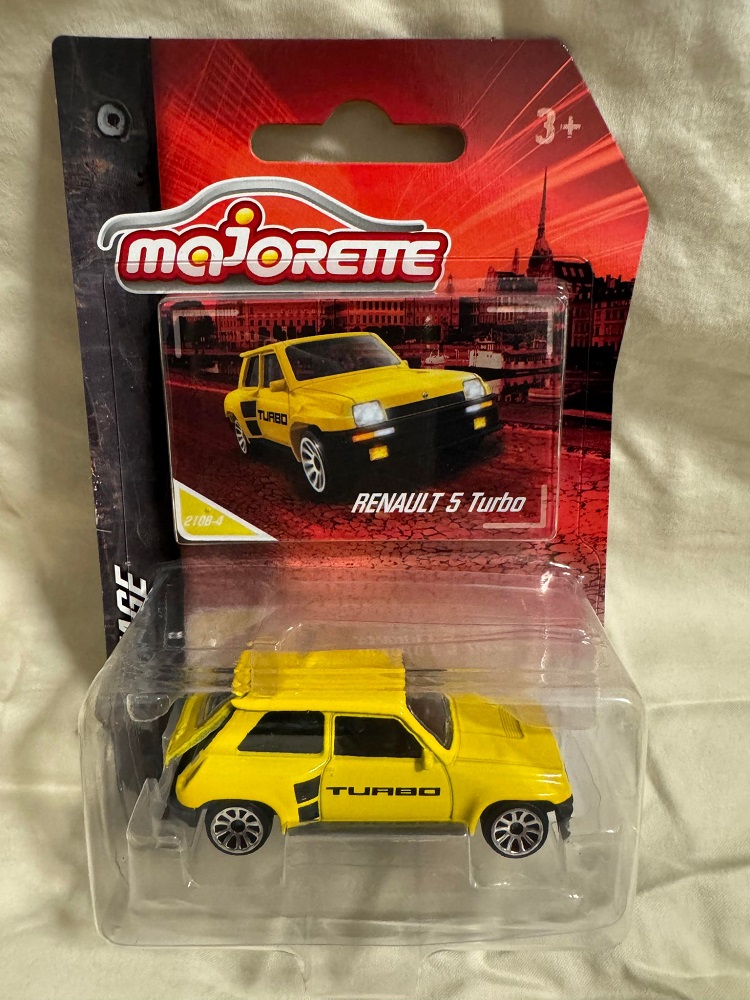 3+
majorette
TURBO
RENAULT 5 Turbo
210B-4
TURBO